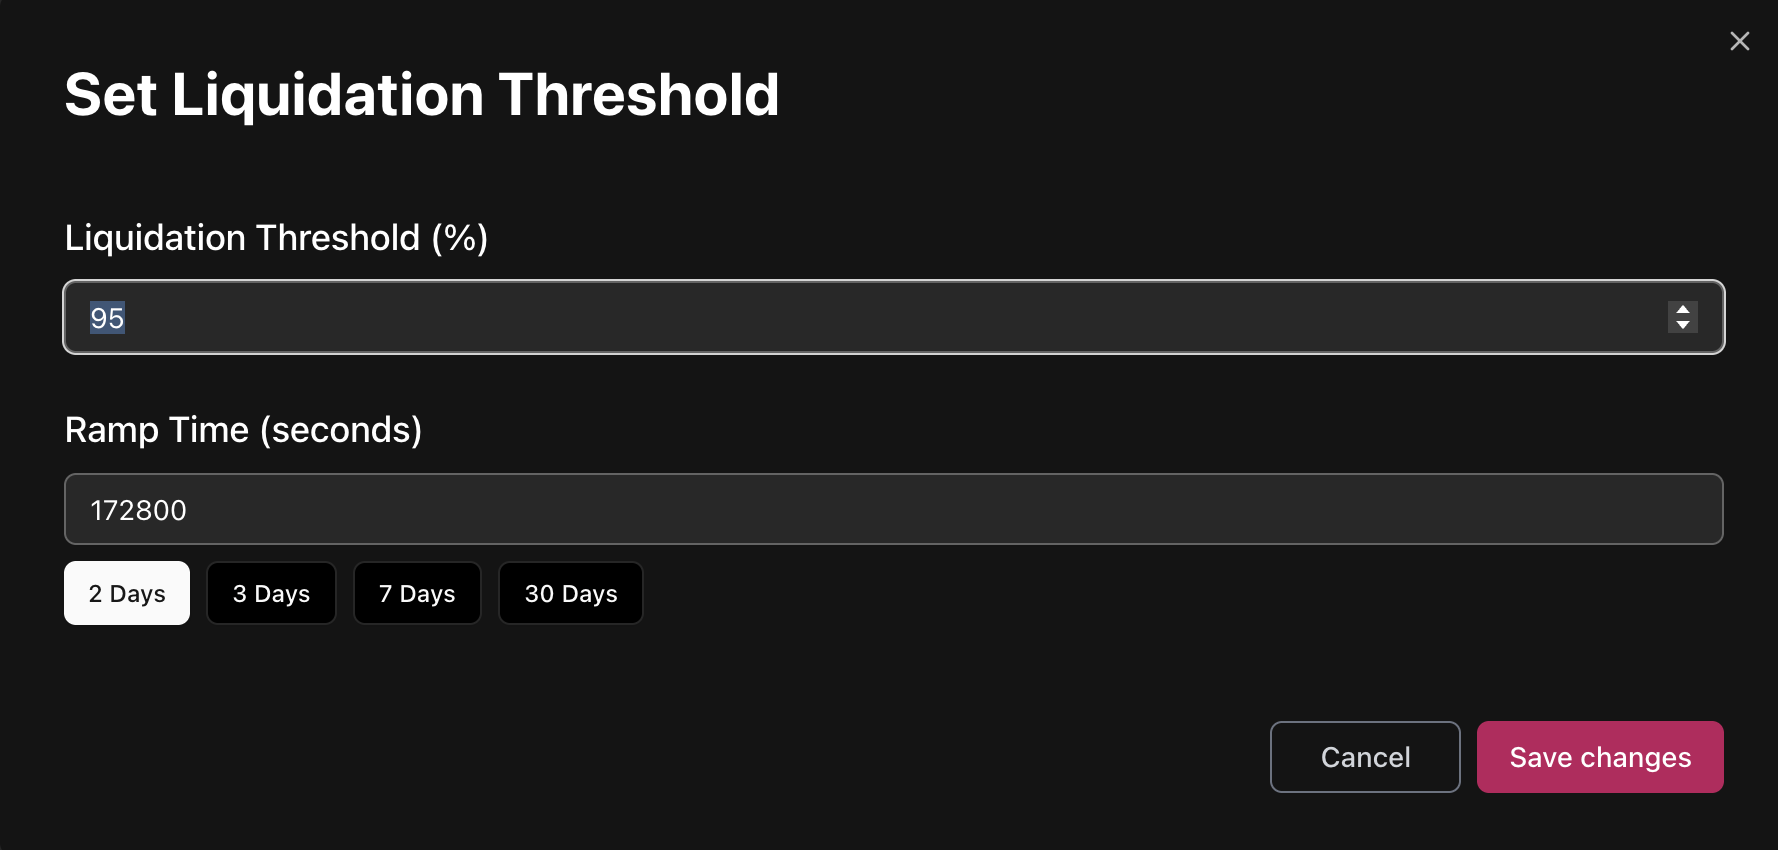 Set Liquidation Threshold
Liquidation Threshold (%)
95
Ramp Time (seconds)
172800
2 Days
3 Days
7 Days
30 Days
Cancel
Save changes